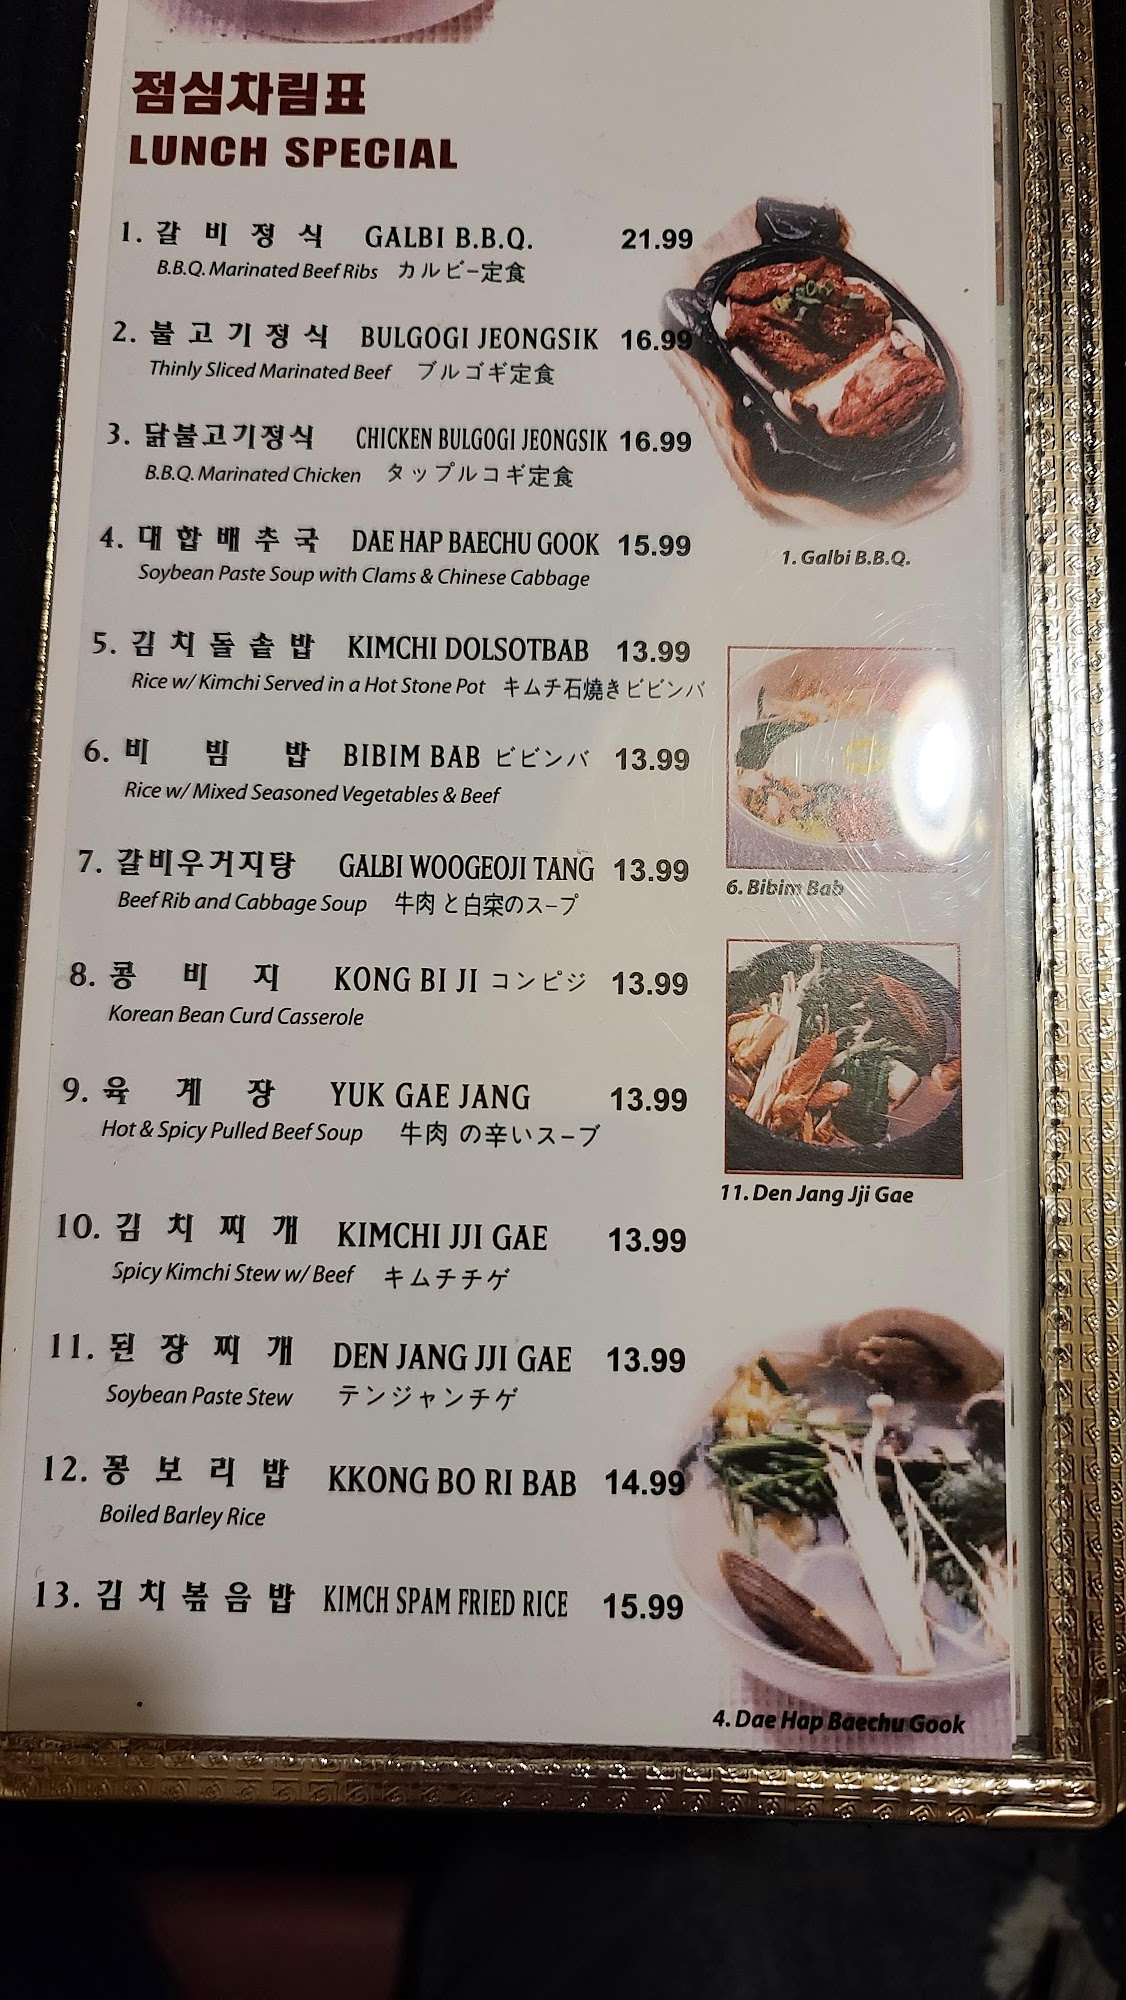 점심차림표
LUNCH SPECIAL
1. 갈 비 정 식 GALBI B.B.Q. 21.99
B.B.Q. Marinated Beef Ribs カルビー定食
2. 불 고 기 정 식 BULGOGI JEONGSIK 16.99
Thinly Sliced Marinated Beef ブルゴギ定食
3. 닭불고기정식 CHICKEN BULGOGI JEONGSIK 16.99
B.B.Q. Marinated Chicken タップルコギ定食
1. Galbi B.B.Q.
4. 대 합 배 추 국 DAE HAP BAECHU GOOK 15.99
Soybean Paste Soup with Clams & Chinese Cabbage
5. 김 치 돌 솥 밥 KIMCHI DOLSOTBAB 13.99
Rice w/ Kimchi Served in a Hot Stone Pot キムチ石焼きビビンバ
6. 비 빔 밥 BIBIM BAB ビビンバ 13.99
Rice w/ Mixed Seasoned Vegetables & Beef
6. Bibim Bab
7. 갈비우거지탕 GALBI WOOGEOJI TANG 13.99
Beef Rib and Cabbage Soup 牛肉 と白宋のスープ
8. 콩 비 지 KONG BI JI コンビジ 13.99
Korean Bean Curd Casserole
9. 육 계 장 YUK GAE JANG 13.99
Hot & Spicy Pulled Beef Soup 牛肉 の辛いスープ
11. Den Jang Jji Gae
10. 김 치 찌 개 KIMCHI JJI GAE 13.99
Spicy Kimchi Stew w/ Beef キムチチゲ
11. 된 장 찌 개 DEN JANG JJI GAE 13.99
Soybean Paste Stew テンジャンチゲ
12. 꽁 보 리 밥 KKONG BO RI BAB 14.99
Boiled Barley Rice
13. 김 치 볶 음 밥 KIMCH SPAM FRIED RICE 15.99
4. Dae Hap Baechu Gook